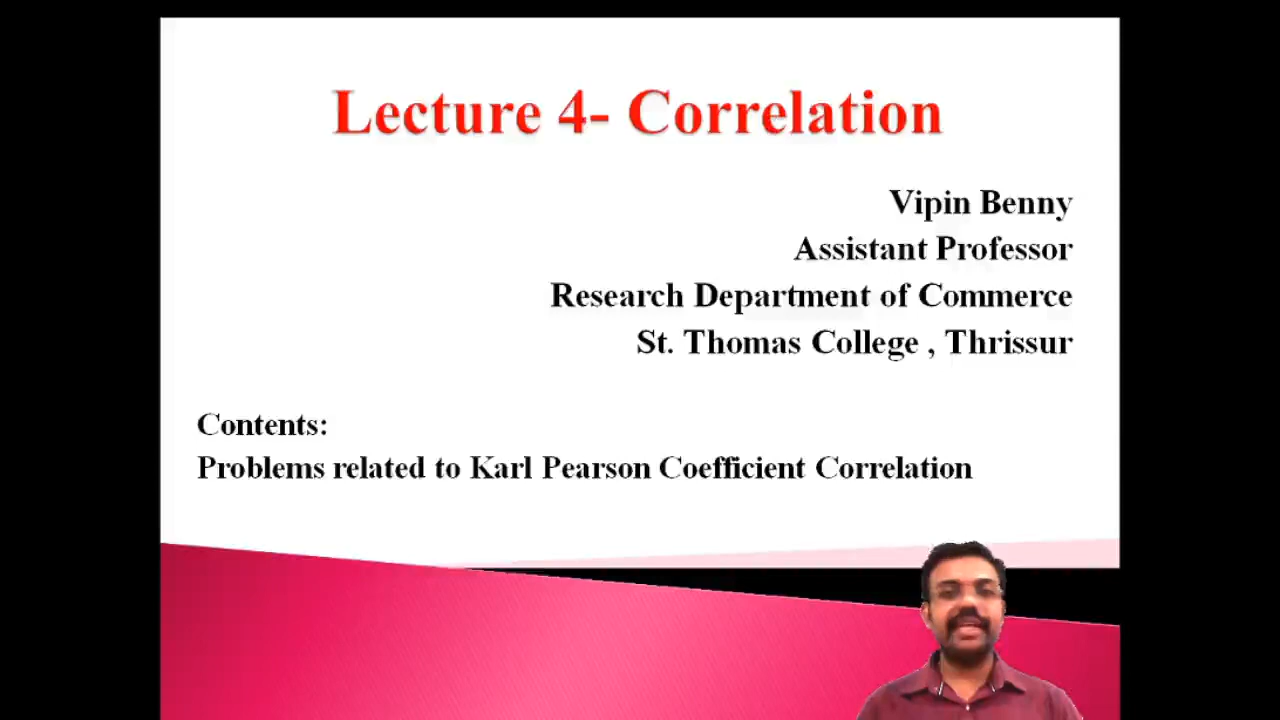 Lecture 4- Correlation
Vipin Benny
Assistant Professor
Research Department of Commerce
St. Thomas College , Thrissur
Contents:
Problems related to Karl Pearson Coefficient Correlation